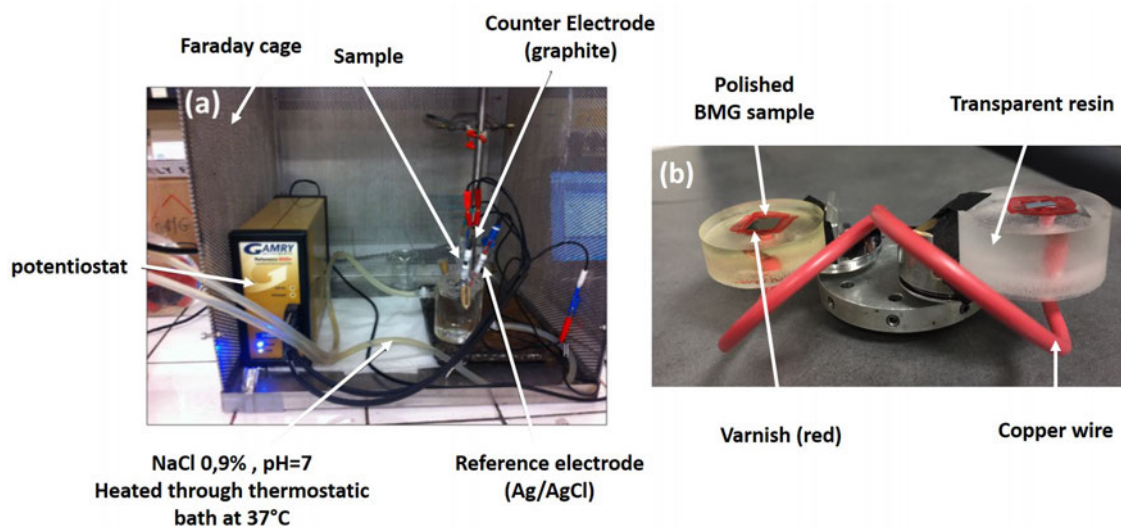 Counter Electrode
(graphite)
Faraday cage
Sample
(a)
GAMRY
potentiostat
NaCl 0,9% , pH=7
Heated through thermostatic
bath at 37°C
Reference electrode
(Ag/AgCl)
Polished
BMG sample
Transparent resin
(b)
Varnish (red)
Copper wire